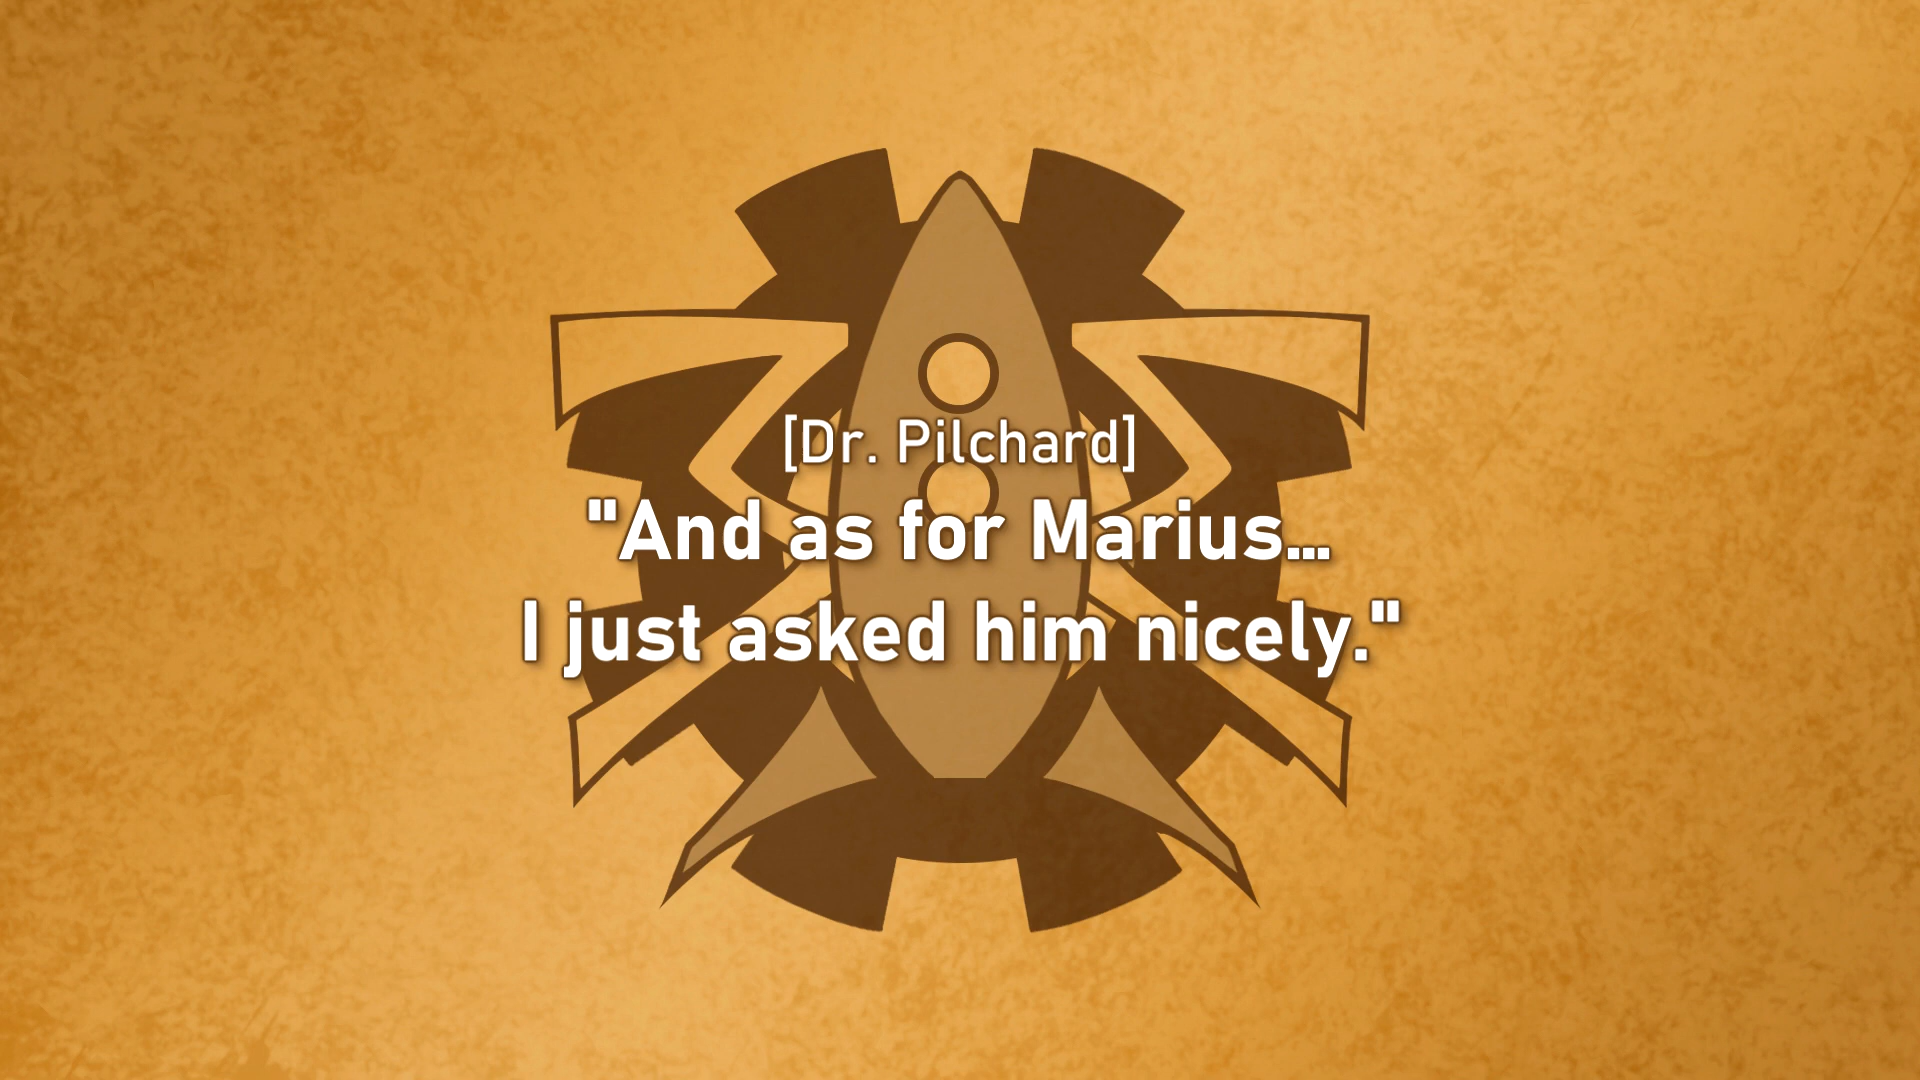 [Dr. Pilchard]
"And as for Marius...
I just asked him nicely."